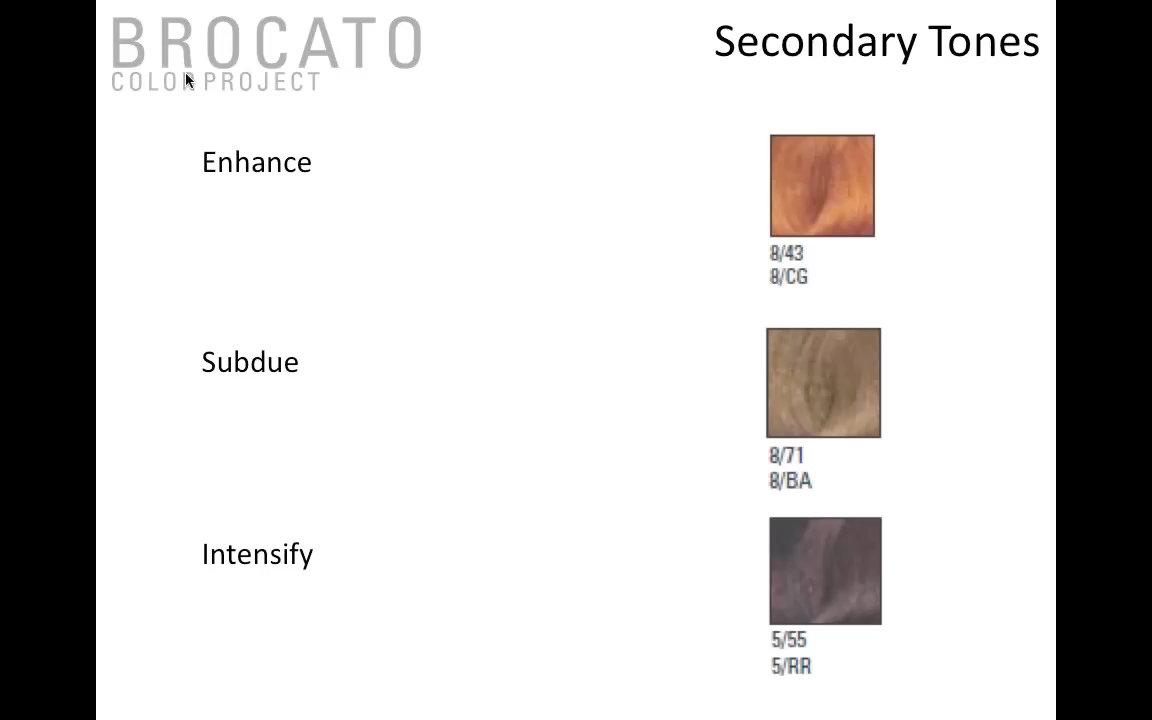 BROCATO
COLOR PROJECT
Secondary Tones
Enhance
8/43
8/CG
Subdue
8/71
8/BA
Intensify
5/55
5/RR